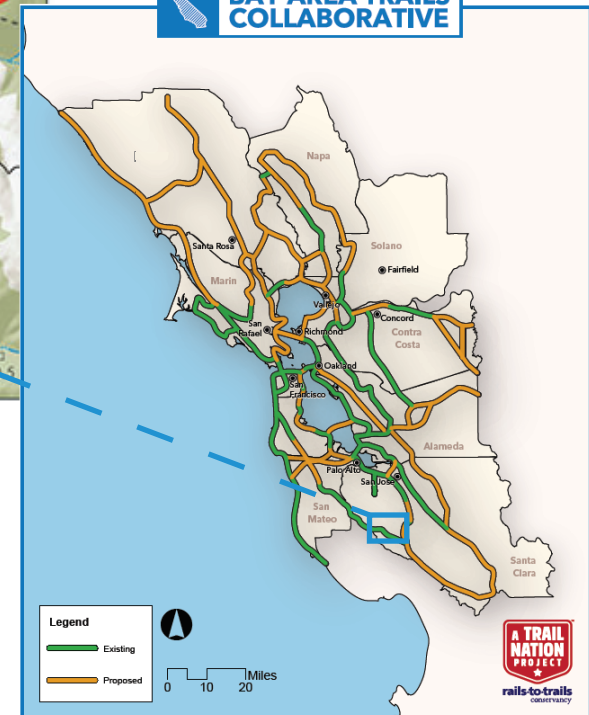 BAY AREA TRAILS
COLLABORATIVE
Napa
Santa Rosa
Solano
Fairfield
Marin
Vallejo
San
Rafael
Richmond
Concord
Contra
Costa
Oakland
San
Francisco
Alameda
Palo Alto
San Jose
San
Mateo
Santa
Clara
Legend
Existing
Proposed
Miles
0 10 20
A TRAIL
NATION
PROJECT
rails-to-trails
conservancy